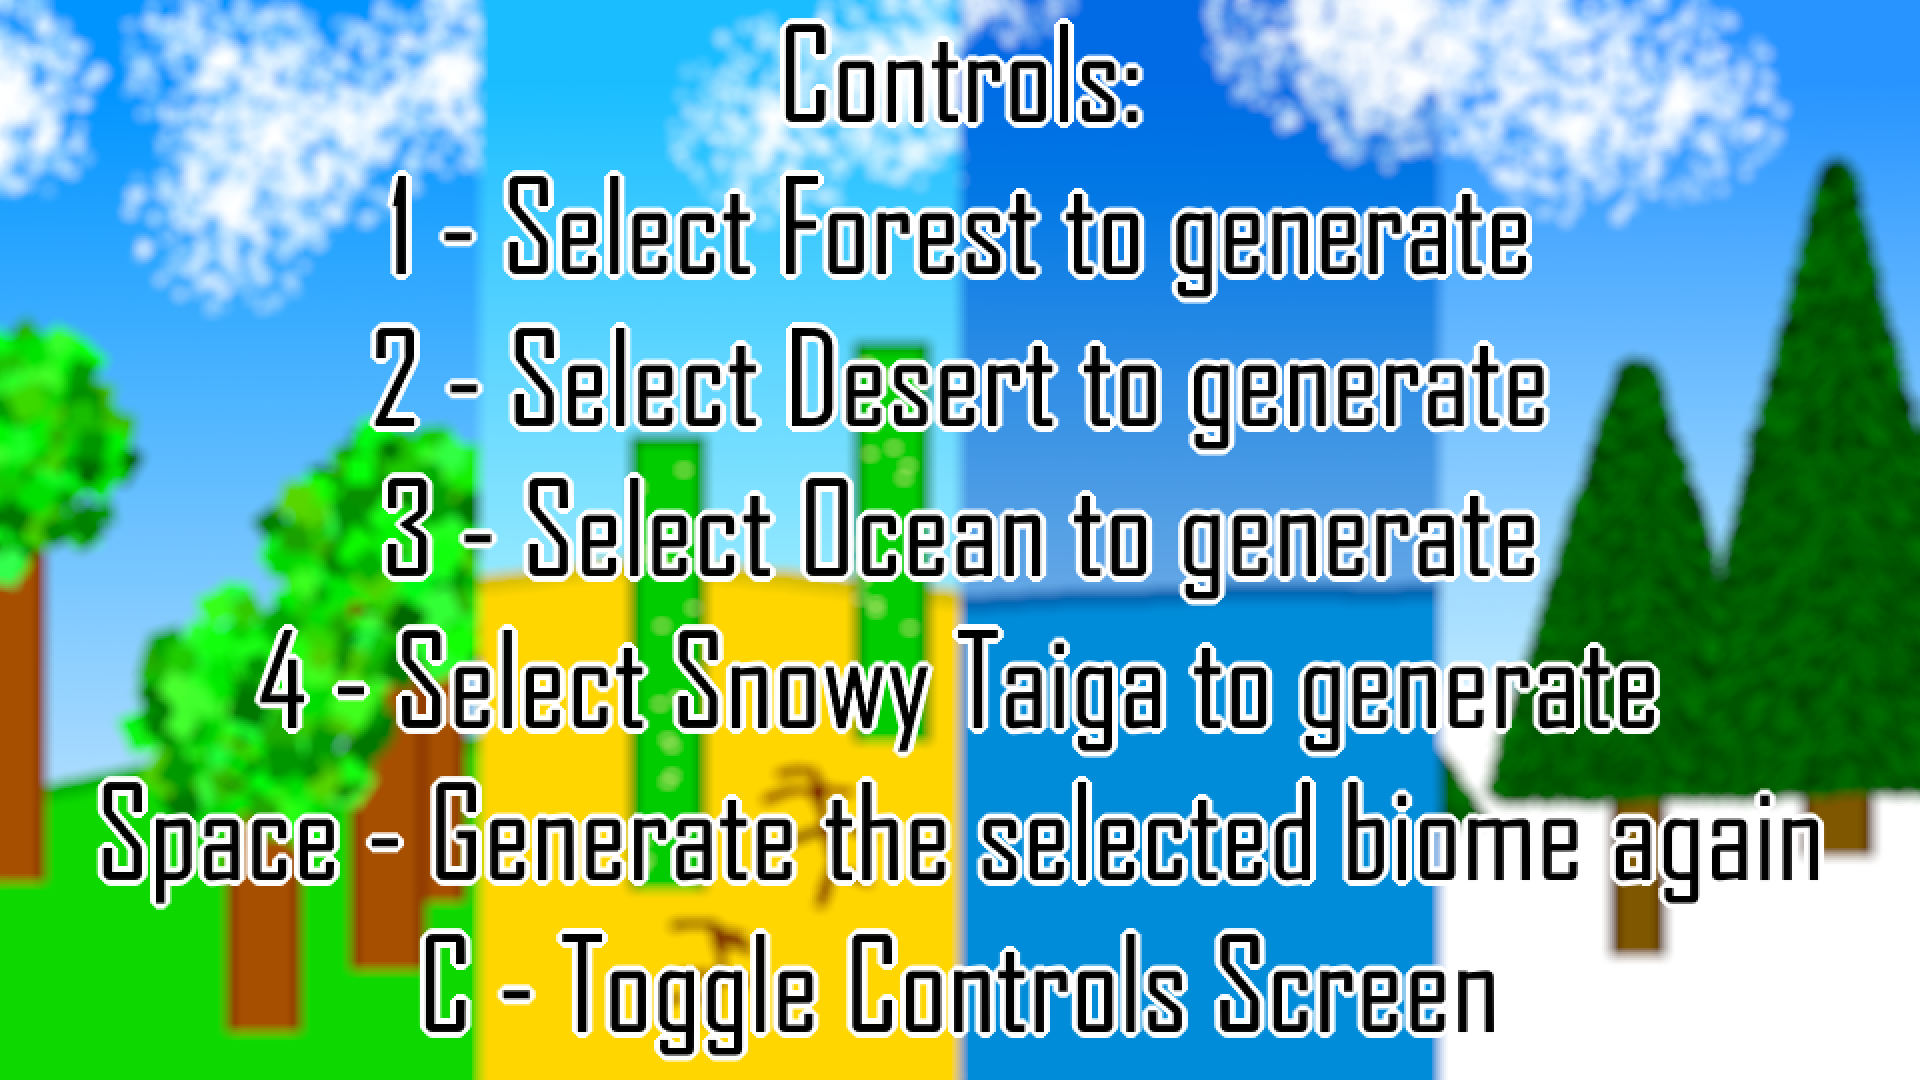 Controls:
1 - Select Forest to generate
2 - Select Desert to generate
3 - Select Ocean to generate
4 - Select Snowy Taiga to generate
Space - Generate the selected biome again
C - Toggle Controls Screen